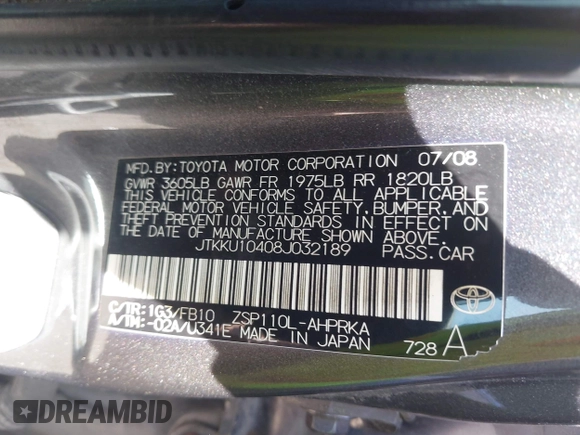 MFD.BY:TOYOTA MOTOR CORPORATION 07/08
GVWR 3605LB GAWR FR 1975LB RR 1820LB
THIS VEHICLE CONFORMS TO ALL APPLICABLE
FEDERAL MOTOR VEHICLE SAFETY,BUMPER,AND
THEFT PREVENTION STANDARDS IN EFFECT ON
THE DATE OF MANUFACTURE SHOWN ABOVE.
JTKKU10408J032189 PASS.CAR
C/TR:1G3/FB10 ZSP110L-AHPRKA
A/TM:-02A/U341E MADE IN JAPAN
728 A
TOYOTA
DREAMBID